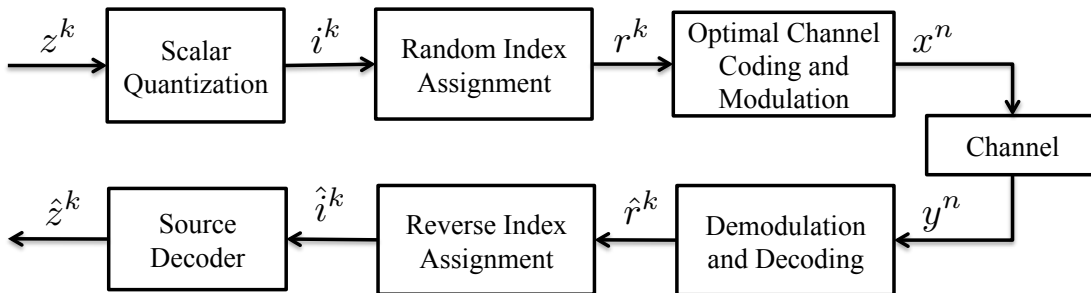 z^k
Scalar
Quantization
i^k
Random Index
Assignment
r^k
Optimal Channel
Coding and
Modulation
x^n
Channel
y^n
Demodulation
and Decoding
r̂^k
Reverse Index
Assignment
î^k
Source
Decoder
ẑ^k